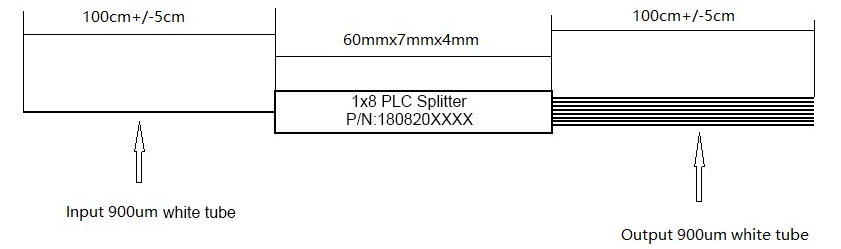 100cm+/-5cm
60mmx7mmx4mm
100cm+/-5cm
1x8 PLC Splitter
P/N:180820XXXX
Input 900um white tube
Output 900um white tube